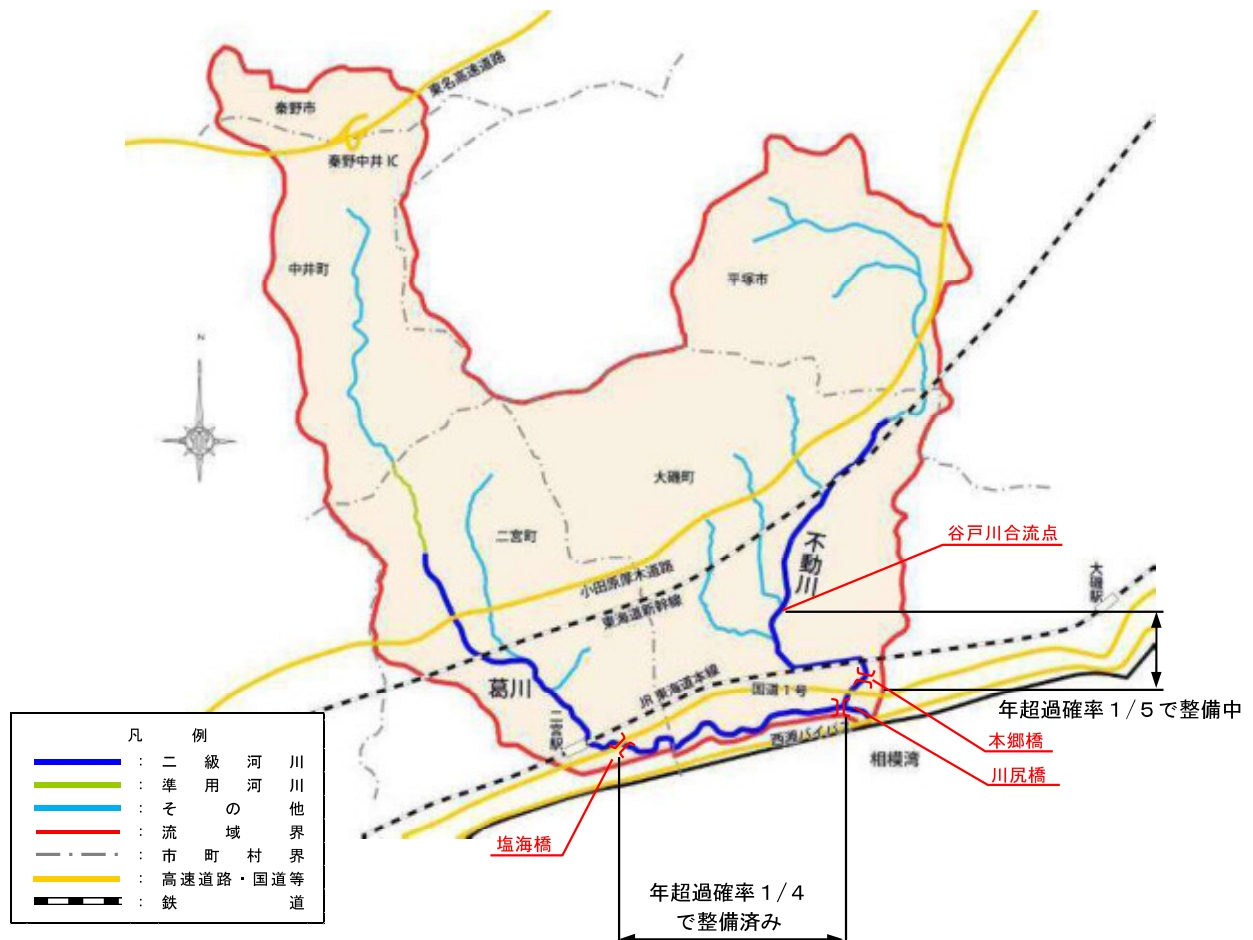 東名高速道路
秦野市
秦野中井IC
中井町
平塚市
N
大磯町
二宮町
不動川
谷戸川合流点
小田原厚木道路
東海道新幹線
大磯駅
葛川
JR東海道本線
国道1号
年超過確率1/5で整備中
二宮駅
西湘バイパス
本郷橋
相模湾
川尻橋
塩海橋
年超過確率1/4
で整備済み
凡 例
: 二級河川
: 準用河川
: その他
: 流域界
: 市町村界
: 高速道路・国道等
: 鉄道